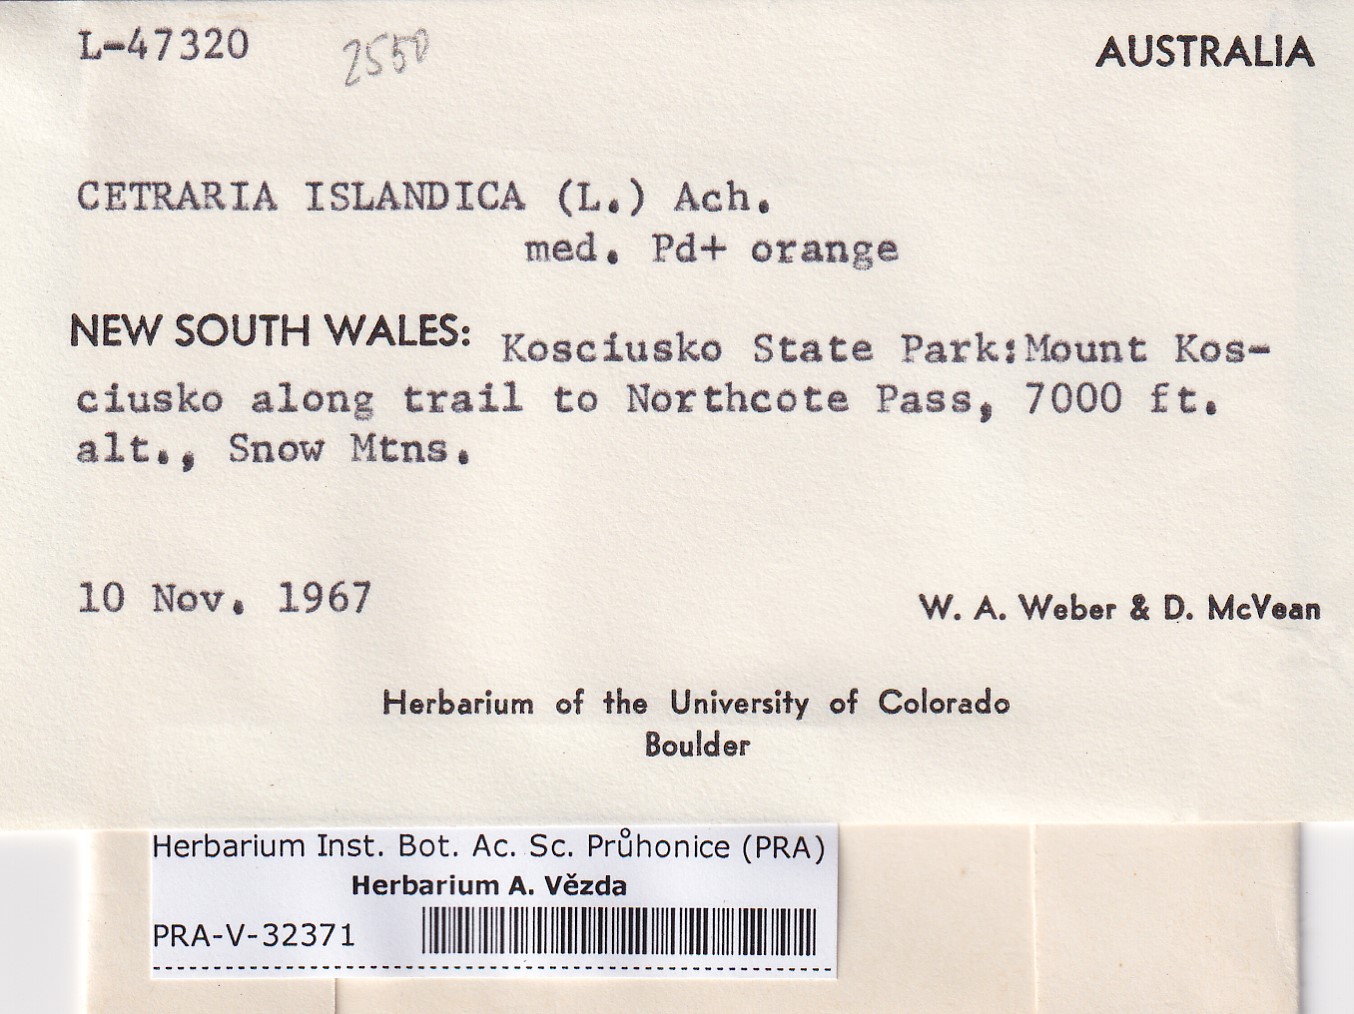 L-47320 2550 AUSTRALIA
CETRARIA ISLANDICA (L.) Ach.
med. Pd+ orange
NEW SOUTH WALES: Kosciusko State Park:Mount Kos-
ciusko along trail to Northcote Pass, 7000 ft.
alt., Snow Mtns.
10 Nov. 1967 W. A. Weber & D. McVean
Herbarium of the University of Colorado
Boulder
Herbarium Inst. Bot. Ac. Sc. Průhonice (PRA)
Herbarium A. Vězda
PRA-V-32371